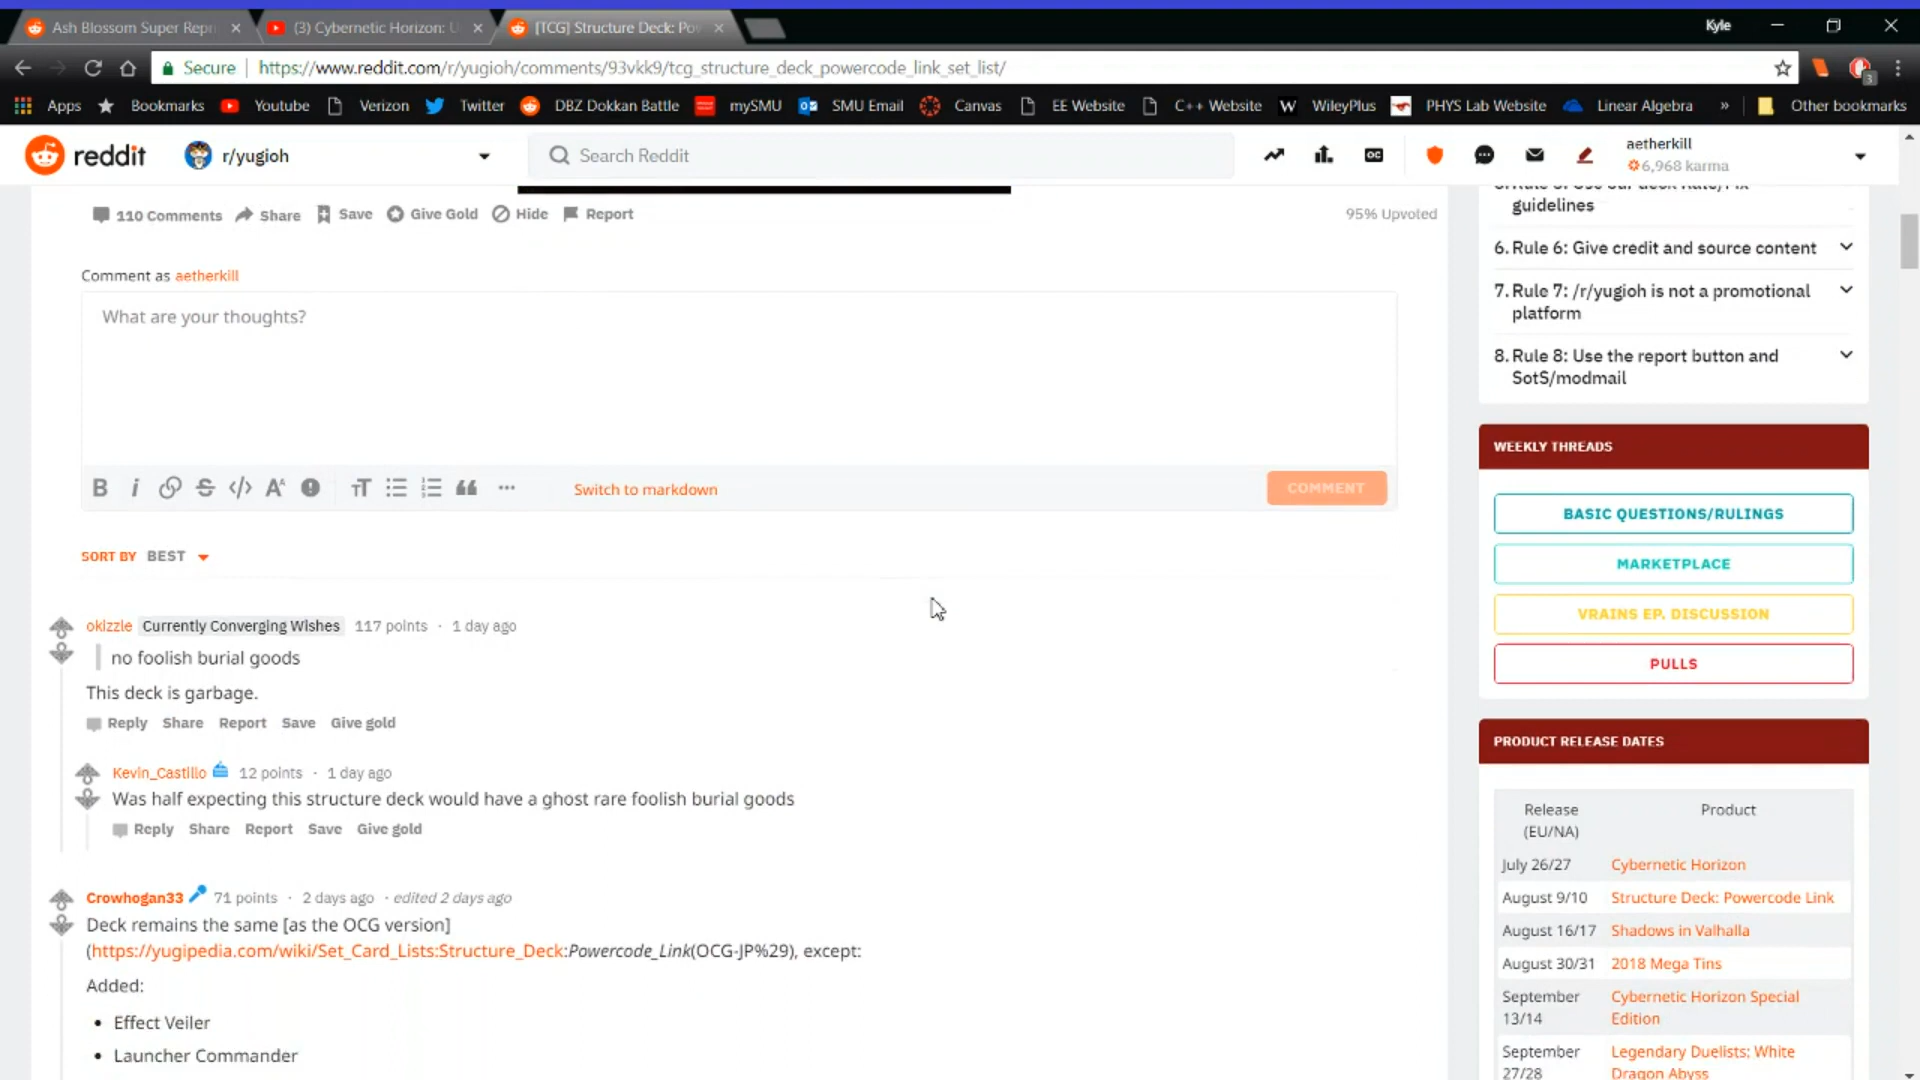 Ash Blossom Super Repri
(3) Cybernetic Horizon: U
[TCG] Structure Deck: Pow
Kyle
Secure
https://www.reddit.com/r/yugioh/comments/93vkk9/tcg_structure_deck_powercode_link_set_list/
3
Apps
Bookmarks
Youtube
Verizon
Twitter
DBZ Dokkan Battle
mySMU
SMU Email
Canvas
EE Website
C++ Website
W WileyPlus
PHYS Lab Website
Linear Algebra
»
Other bookmarks
reddit
r/yugioh
Search Reddit
OC
aetherkill
6,968 karma
110 Comments
Share
Save
Give Gold
Hide
Report
95% Upvoted
Comment as aetherkill
What are your thoughts?
Switch to markdown
COMMENT
SORT BY BEST
okizzle Currently Converging Wishes 117 points · 1 day ago
no foolish burial goods
This deck is garbage.
Reply Share Report Save Give gold
Kevin_Castillo 12 points · 1 day ago
Was half expecting this structure deck would have a ghost rare foolish burial goods
Reply Share Report Save Give gold
Crowhogan33 71 points · 2 days ago · edited 2 days ago
Deck remains the same [as the OCG version]
(https://yugipedia.com/wiki/Set_Card_Lists:Structure_Deck:Powercode_Link(OCG-JP%29), except:
Added:
• Effect Veiler
• Launcher Commander
guidelines
6. Rule 6: Give credit and source content
7. Rule 7: /r/yugioh is not a promotional
platform
8. Rule 8: Use the report button and
SotS/modmail
WEEKLY THREADS
BASIC QUESTIONS/RULINGS
MARKETPLACE
VRAINS EP. DISCUSSION
PULLS
PRODUCT RELEASE DATES
Release
(EU/NA)
Product
July 26/27 Cybernetic Horizon
August 9/10 Structure Deck: Powercode Link
August 16/17 Shadows in Valhalla
August 30/31 2018 Mega Tins
September
13/14
Cybernetic Horizon Special
Edition
September
27/28
Legendary Duelists: White
Dragon Abyss